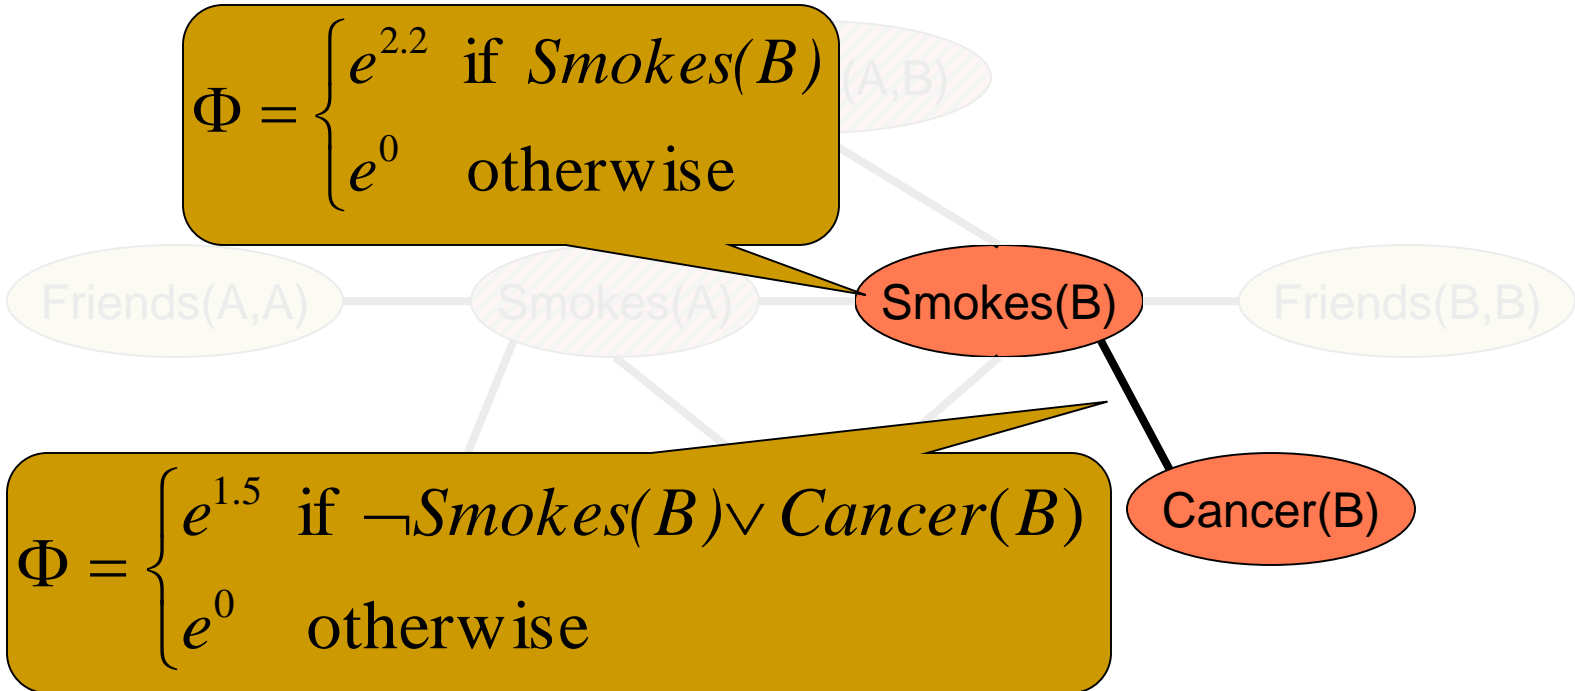 Φ = { e^2.2 if Smokes(B)
e^0 otherwise
(A,B)
Friends(A,A) Smokes(A) Smokes(B) Friends(B,B)
Φ = { e^1.5 if ¬Smokes(B)∨ Cancer(B)
e^0 otherwise
Cancer(B)